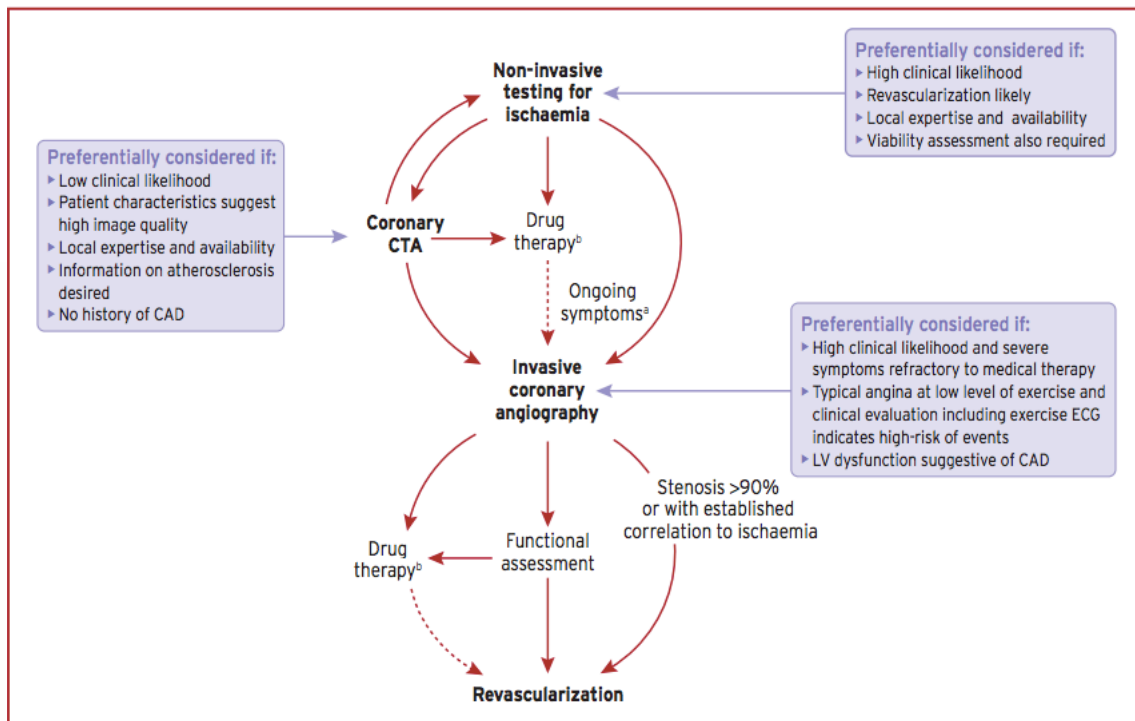 Non-invasive
testing for
ischaemia
Preferentially considered if:
▸ High clinical likelihood
▸ Revascularization likely
▸ Local expertise and availability
▸ Viability assessment also required
Preferentially considered if:
▸ Low clinical likelihood
▸ Patient characteristics suggest
high image quality
▸ Local expertise and availability
▸ Information on atherosclerosis
desired
▸ No history of CAD
Coronary
CTA
Drug
therapyᵇ
Ongoing
symptomsᵃ
Invasive
coronary
angiography
Preferentially considered if:
▸ High clinical likelihood and severe
symptoms refractory to medical therapy
▸ Typical angina at low level of exercise and
clinical evaluation including exercise ECG
indicates high-risk of events
▸ LV dysfunction suggestive of CAD
Stenosis >90%
or with established
correlation to ischaemia
Drug
therapyᵇ
Functional
assessment
Revascularization